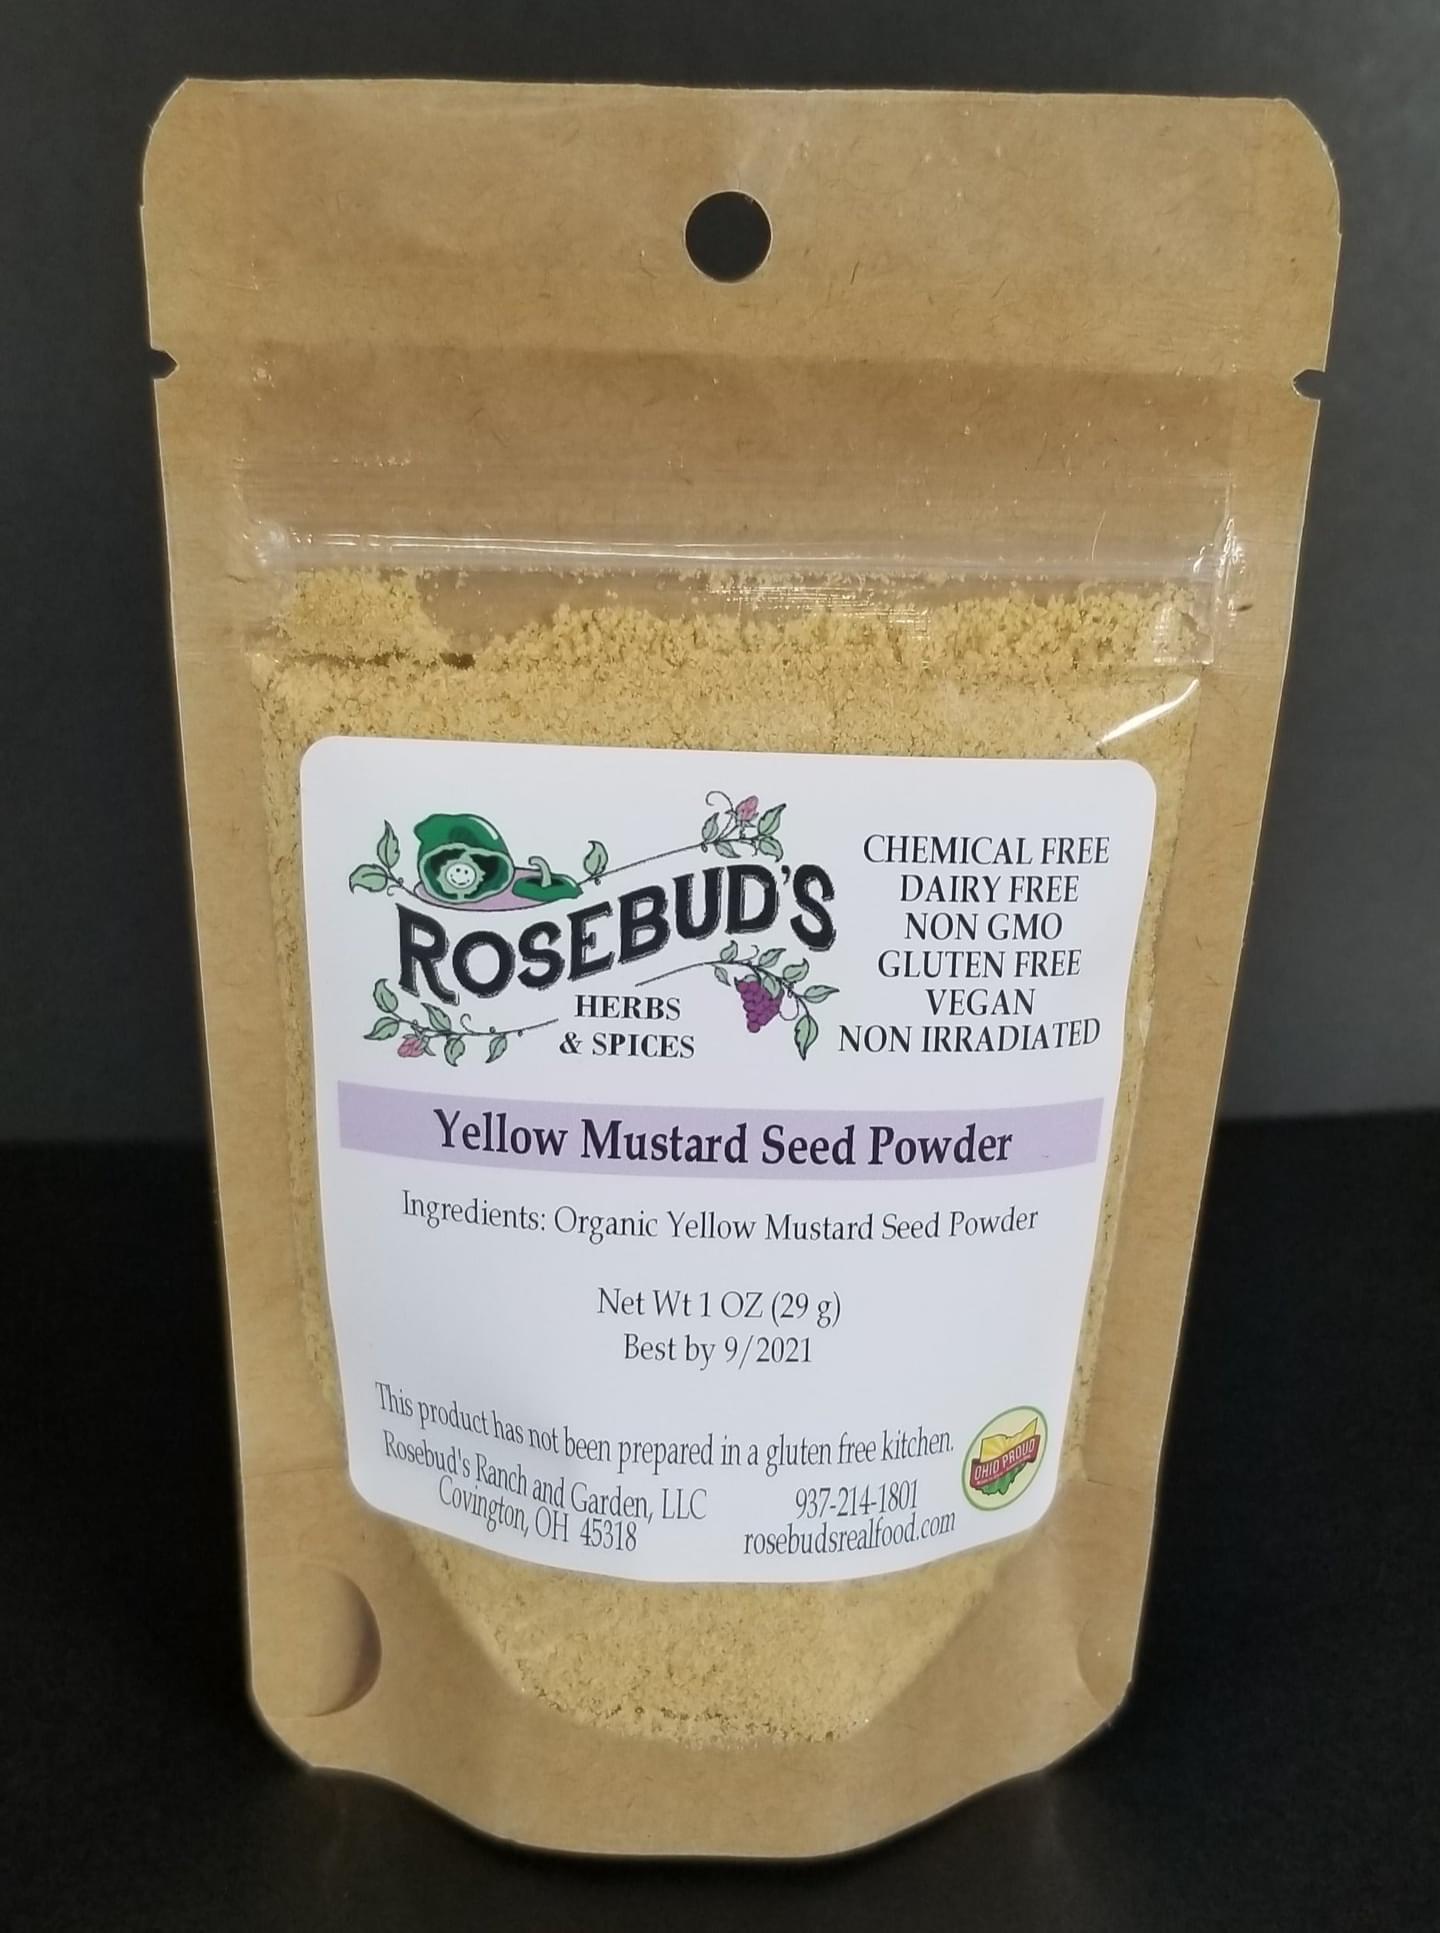 ROSEBUD'S
HERBS
& SPICES
CHEMICAL FREE
DAIRY FREE
NON GMO
GLUTEN FREE
VEGAN
NON IRRADIATED
Yellow Mustard Seed Powder
Ingredients: Organic Yellow Mustard Seed Powder
Net Wt 1 OZ (29 g)
Best by 9/2021
This product has not been prepared in a gluten free kitchen.
Rosebud's Ranch and Garden, LLC
Covington, OH 45318
937-214-1801
rosebudsrealfood.com
OHIO PROUD